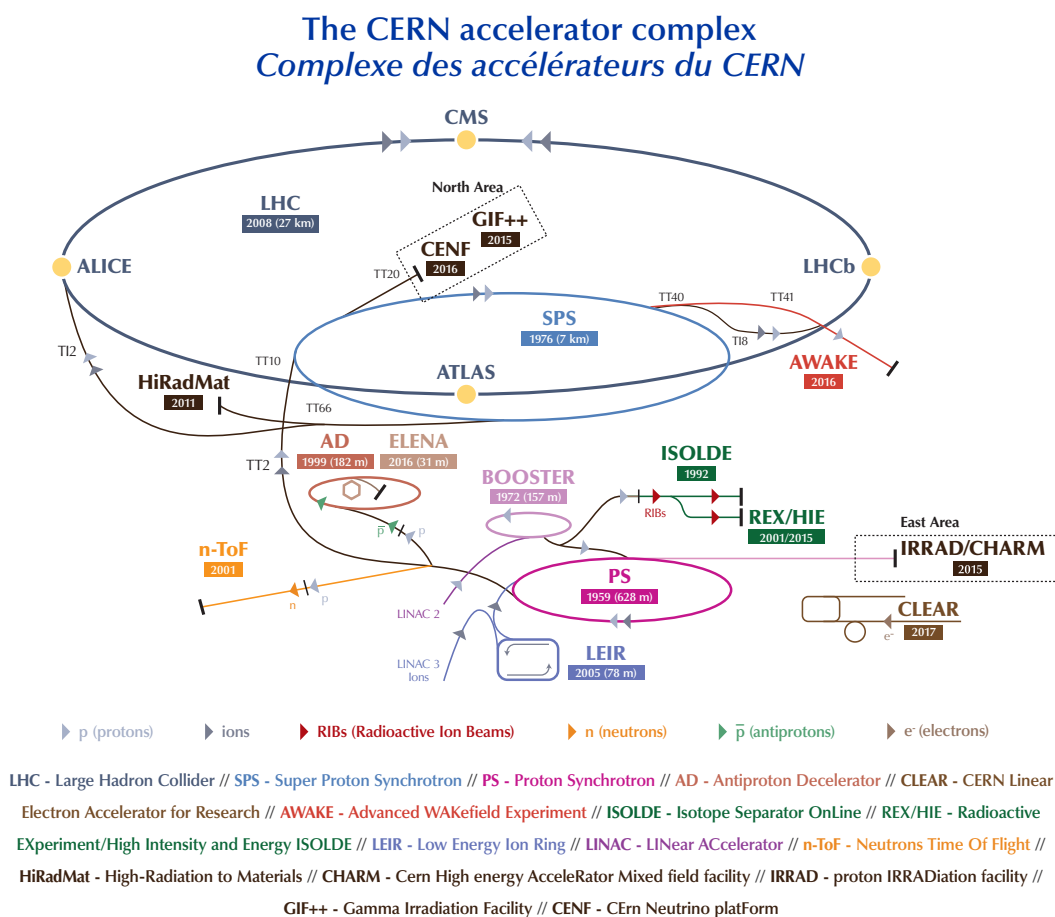 The CERN accelerator complex
Complexe des accélérateurs du CERN
CMS
North Area
LHC
2008 (27 km)
GIF++
2015
CENF
2016
TT20
ALICE
LHCb
TT40
TT41
SPS
1976 (7 km)
TI8
TI2
TT10
ATLAS
AWAKE
2016
HiRadMat
2011
TT66
AD
1999 (182 m)
ELENA
2016 (31 m)
TT2
ISOLDE
1992
BOOSTER
1972 (157 m)
RIBs
REX/HIE
2001/2015
p̅
p
East Area
IRRAD/CHARM
2015
n-ToF
2001
n
p
PS
1959 (628 m)
LINAC 2
CLEAR
2017
e-
LINAC 3
Ions
LEIR
2005 (78 m)
p (protons)
ions
RIBs (Radioactive Ion Beams)
n (neutrons)
p̅ (antiprotons)
e- (electrons)
LHC - Large Hadron Collider // SPS - Super Proton Synchrotron // PS - Proton Synchrotron // AD - Antiproton Decelerator // CLEAR - CERN Linear
Electron Accelerator for Research // AWAKE - Advanced WAKefield Experiment // ISOLDE - Isotope Separator OnLine // REX/HIE - Radioactive
EXperiment/High Intensity and Energy ISOLDE // LEIR - Low Energy Ion Ring // LINAC - LINear ACcelerator // n-ToF - Neutrons Time Of Flight //
HiRadMat - High-Radiation to Materials // CHARM - Cern High energy AcceleRator Mixed field facility // IRRAD - proton IRRADiation facility //
GIF++ - Gamma Irradiation Facility // CENF - CErn Neutrino platForm